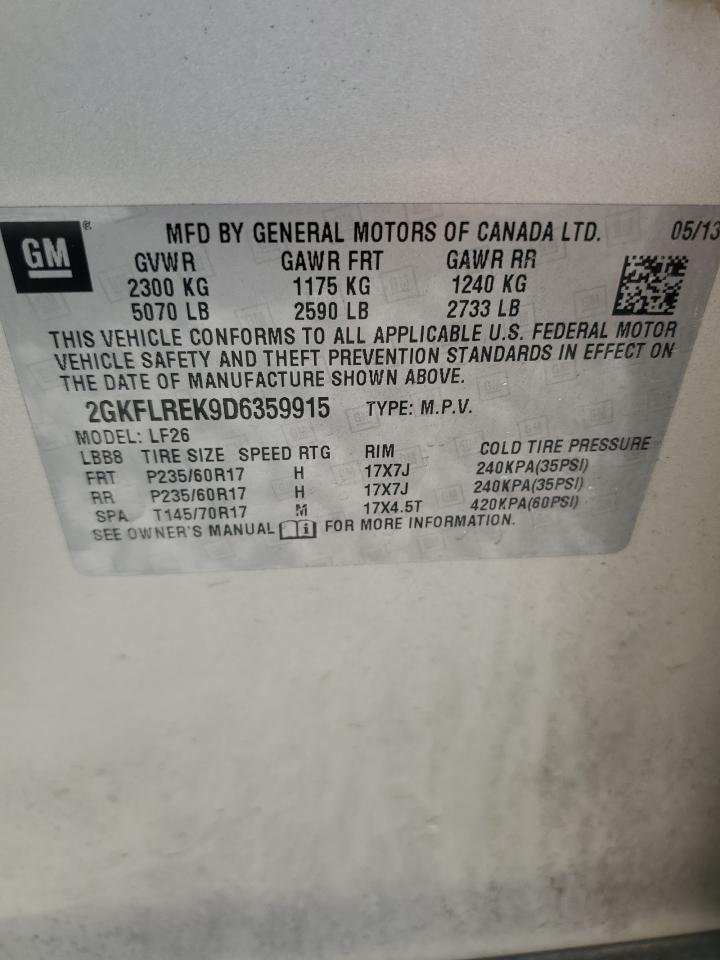 GM ®
MFD BY GENERAL MOTORS OF CANADA LTD. 05/13
GVWR GAWR FRT GAWR RR
2300 KG 1175 KG 1240 KG
5070 LB 2590 LB 2733 LB
THIS VEHICLE CONFORMS TO ALL APPLICABLE U.S. FEDERAL MOTOR
VEHICLE SAFETY AND THEFT PREVENTION STANDARDS IN EFFECT ON
THE DATE OF MANUFACTURE SHOWN ABOVE.
2GKFLREK9D6359915 TYPE: M.P.V.
MODEL: LF26
LBB8 TIRE SIZE SPEED RTG RIM COLD TIRE PRESSURE
FRT P235/60R17 H 17X7J 240KPA(35PSI)
RR P235/60R17 H 17X7J 240KPA(35PSI)
SPA T145/70R17 M 17X4.5T 420KPA(60PSI)
SEE OWNER'S MANUAL i FOR MORE INFORMATION.